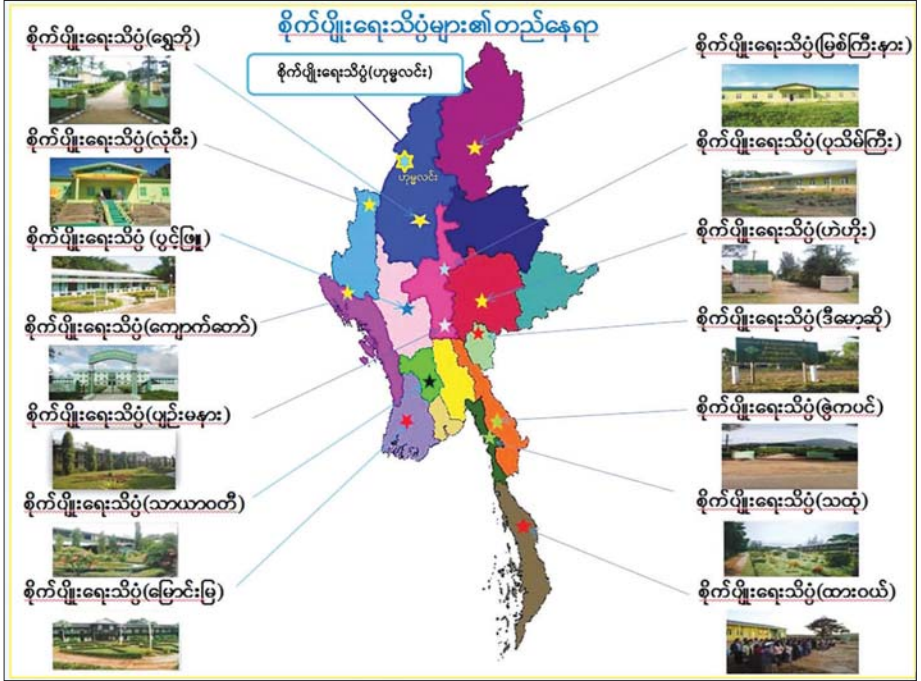 စိုက်ပျိုးရေးသိပ္ပံများ၏တည်နေရာ
စိုက်ပျိုးရေးသိပ္ပံ(ဟုမ္မလင်း)
ဟုမ္မလင်း
စိုက်ပျိုးရေးသိပ္ပံ(ရွှေဘို)
စိုက်ပျိုးရေးသိပ္ပံ(လုံပီး)
စိုက်ပျိုးရေးသိပ္ပံ (ပွင့်ဖြူ)
စိုက်ပျိုးရေးသိပ္ပံ(ကျောက်တော်)
စိုက်ပျိုးရေးသိပ္ပံ(ပျဉ်းမနား)
စိုက်ပျိုးရေးသိပ္ပံ(သာယာဝတီ)
စိုက်ပျိုးရေးသိပ္ပံ(မြောင်းမြ)
စိုက်ပျိုးရေးသိပ္ပံ(မြစ်ကြီးနား)
စိုက်ပျိုးရေးသိပ္ပံ(ပုသိမ်ကြီး)
စိုက်ပျိုးရေးသိပ္ပံ(ဟဲဟိုး)
စိုက်ပျိုးရေးသိပ္ပံ(ဒီမော့ဆို)
စိုက်ပျိုးရေးသိပ္ပံ(ဇွဲကပင်)
စိုက်ပျိုးရေးသိပ္ပံ(သထုံ)
စိုက်ပျိုးရေးသိပ္ပံ(ထားဝယ်)